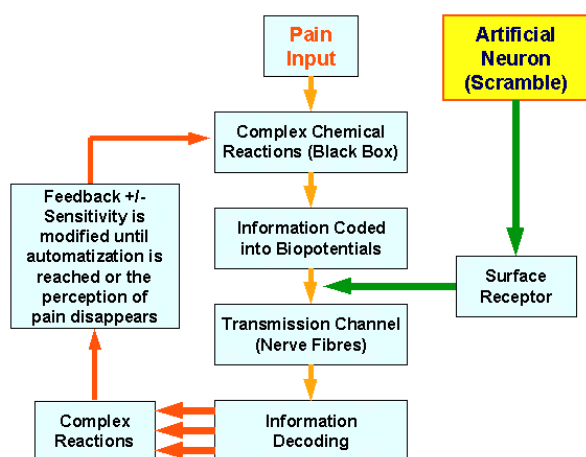 Pain
Input
Artificial
Neuron
(Scramble)
Complex Chemical
Reactions (Black Box)
Feedback +/-
Sensitivity is
modified until
automatization is
reached or the
perception of
pain disappears
Information Coded
into Biopotentials
Surface
Receptor
Transmission Channel
(Nerve Fibres)
Complex
Reactions
Information
Decoding